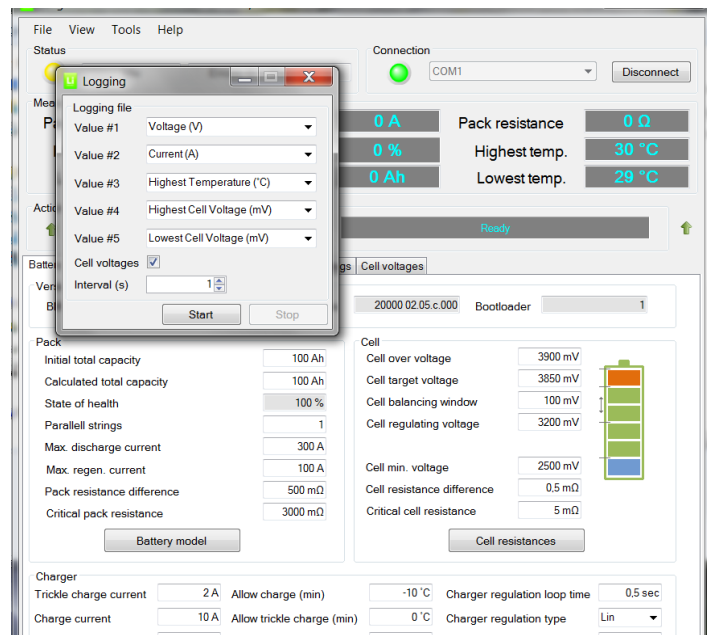 File View Tools Help
Status
Connection
COM1
Disconnect
Logging
Logging file
Value #1 Voltage (V)
Value #2 Current (A)
Value #3 Highest Temperature (°C)
Value #4 Highest Cell Voltage (mV)
Value #5 Lowest Cell Voltage (mV)
Cell voltages
Interval (s) 1
Start Stop
0 A Pack resistance 0 Ω
0 % Highest temp. 30 °C
0 Ah Lowest temp. 29 °C
Ready
Cell voltages
20000 02.05.c.000 Bootloader 1
Pack
Initial total capacity 100 Ah
Calculated total capacity 100 Ah
State of health 100 %
Parallell strings 1
Max. discharge current 300 A
Max. regen. current 100 A
Pack resistance difference 500 mΩ
Critical pack resistance 3000 mΩ
Battery model
Cell
Cell over voltage 3900 mV
Cell target voltage 3850 mV
Cell balancing window 100 mV
Cell regulating voltage 3200 mV
Cell min. voltage 2500 mV
Cell resistance difference 0,5 mΩ
Critical cell resistance 5 mΩ
Cell resistances
Charger
Trickle charge current 2 A Allow charge (min) -10 °C Charger regulation loop time 0,5 sec
Charge current 10 A Allow trickle charge (min) 0 °C Charger regulation type Lin